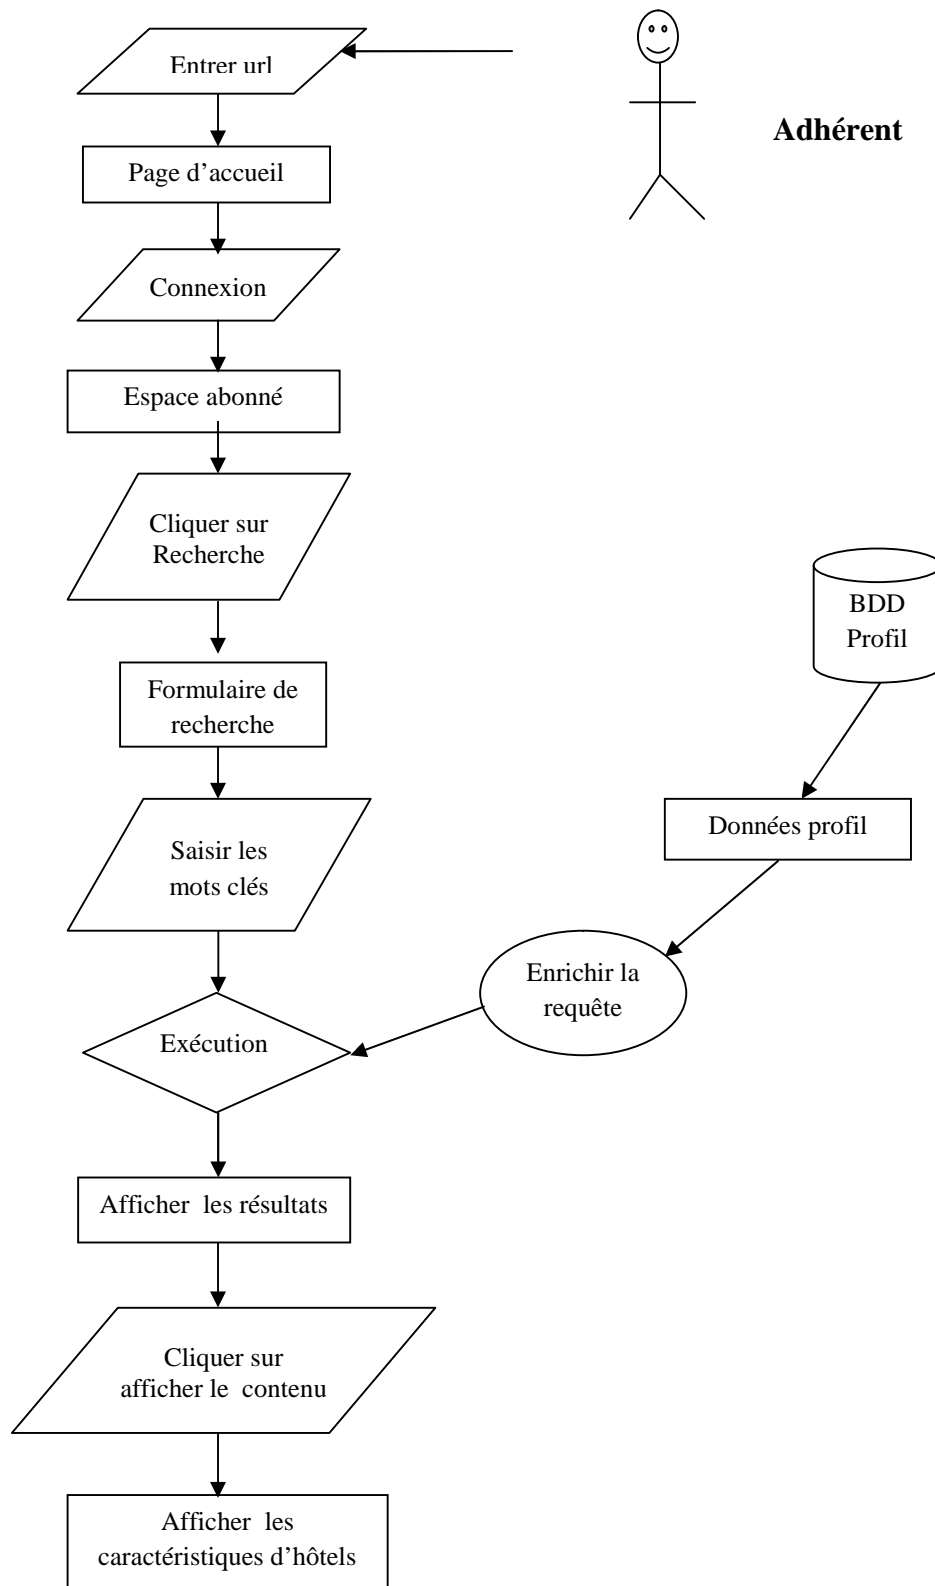 Entrer url
Adhérent
Page d’accueil
Connexion
Espace abonné
Cliquer sur
Recherche
BDD
Profil
Formulaire de
recherche
Données profil
Saisir les
mots clés
Enrichir la
requête
Exécution
Afficher  les résultats
Cliquer sur
afficher le  contenu
Afficher  les
caractéristiques d’hôtels